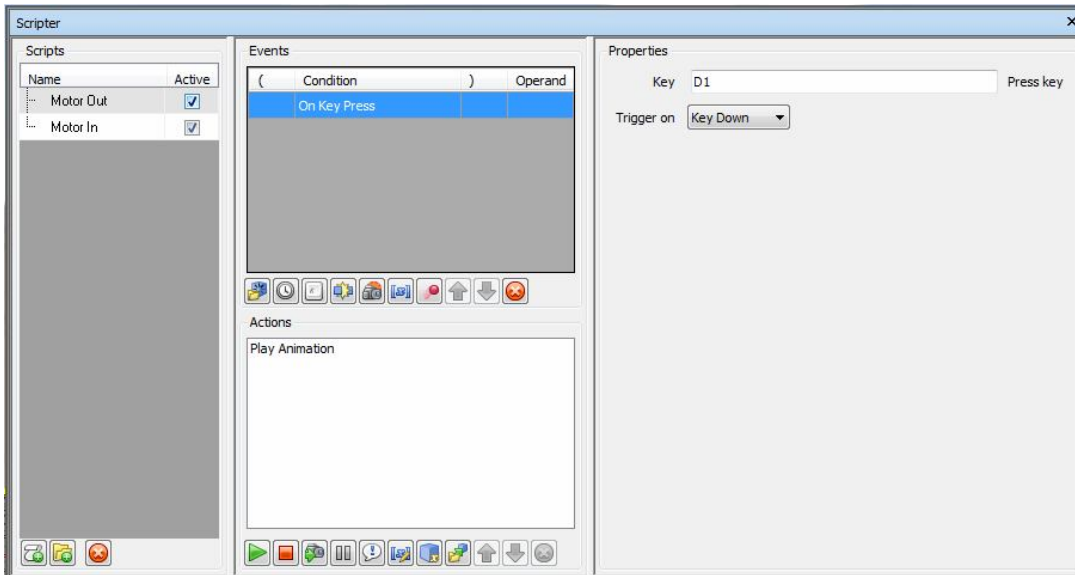 Scripter
Scripts
Name Active
Motor Out
Motor In
Events
( Condition ) Operand
On Key Press
Actions
Play Animation
Properties
Key D1 Press key
Trigger on Key Down